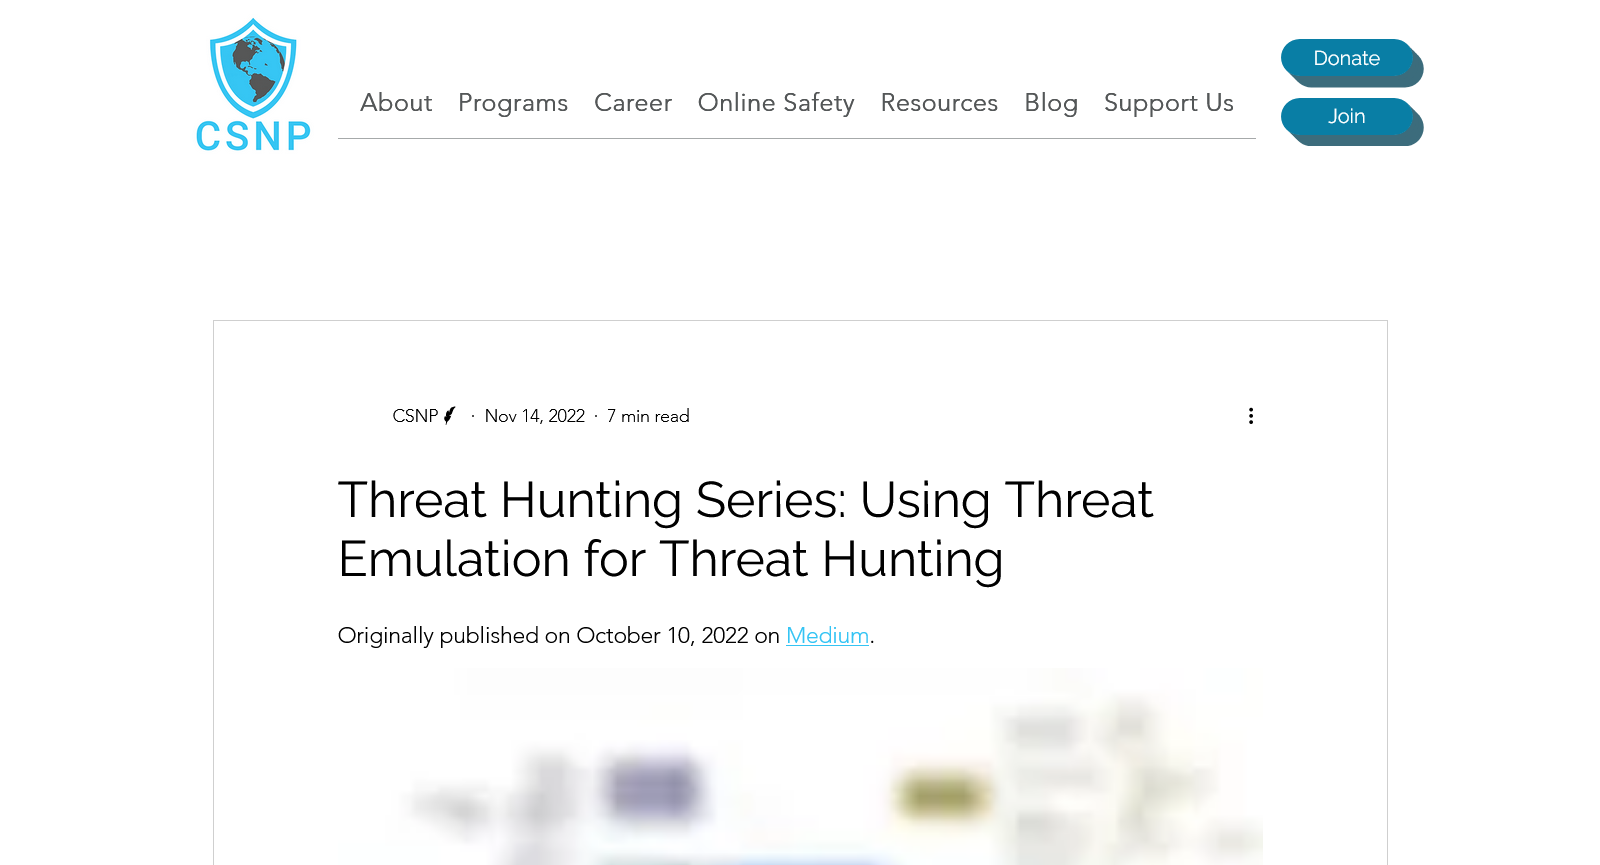 CSNP
About Programs Career Online Safety Resources Blog Support Us
Donate
Join
CSNP · Nov 14, 2022 · 7 min read
Threat Hunting Series: Using Threat
Emulation for Threat Hunting
Originally published on October 10, 2022 on Medium.